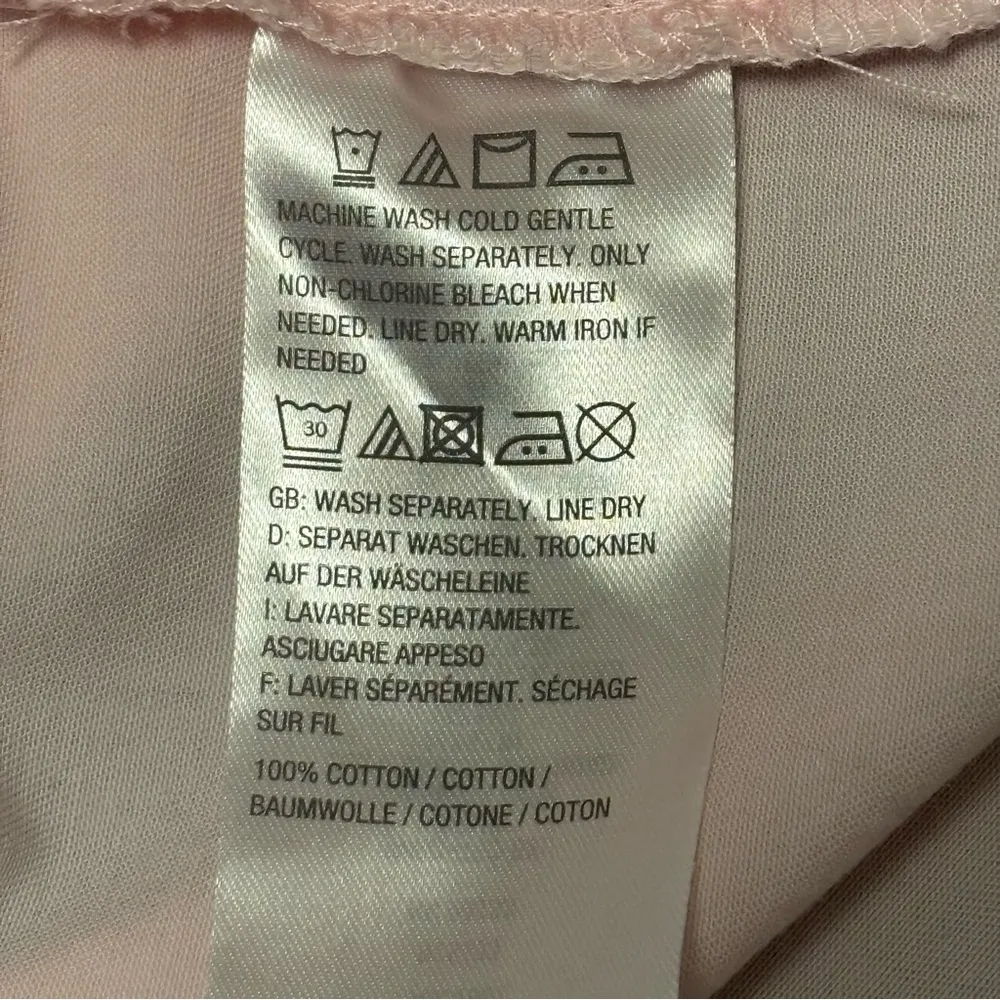 MACHINE WASH COLD GENTLE
CYCLE. WASH SEPARATELY. ONLY
NON-CHLORINE BLEACH WHEN
NEEDED. LINE DRY. WARM IRON IF
NEEDED
30
GB: WASH SEPARATELY. LINE DRY
D: SEPARAT WASCHEN. TROCKNEN
AUF DER WÄSCHELEINE
I: LAVARE SEPARATAMENTE.
ASCIUGARE APPESO
F: LAVER SÉPARÉMENT. SÉCHAGE
SUR FIL
100% COTTON / COTTON /
BAUMWOLLE / COTONE / COTON